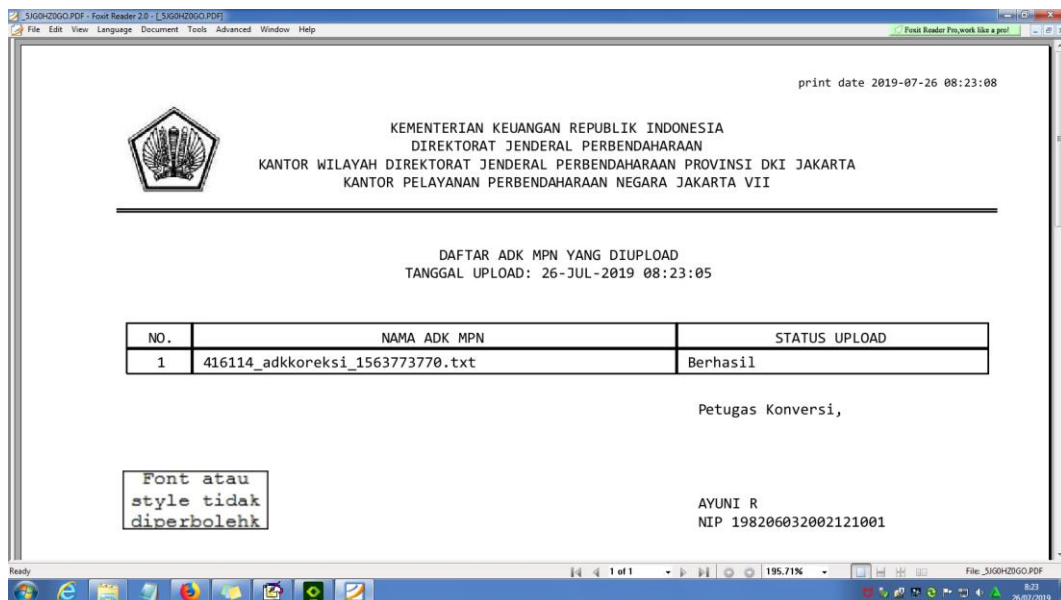 _5JG0HZ0GO.PDF - Foxit Reader 2.0 - [_5JG0HZ0GO.PDF]
File Edit View Language Document Tools Advanced Window Help
Foxit Reader Pro,work like a pro!
print date 2019-07-26 08:23:08
KEMENTERIAN KEUANGAN REPUBLIK INDONESIA
DIREKTORAT JENDERAL PERBENDAHARAAN
KANTOR WILAYAH DIREKTORAT JENDERAL PERBENDAHARAAN PROVINSI DKI JAKARTA
KANTOR PELAYANAN PERBENDAHARAAN NEGARA JAKARTA VII
DAFTAR ADK MPN YANG DIUPLOAD
TANGGAL UPLOAD: 26-JUL-2019 08:23:05
NO. NAMA ADK MPN STATUS UPLOAD
1 416114_adkkoreksi_1563773770.txt Berhasil
Petugas Konversi,
Font atau
style tidak
diperbolehk
AYUNI R
NIP 198206032002121001
Ready 1 of 1 195.71% File: _5JG0HZ0GO.PDF
8:23
26/07/2019